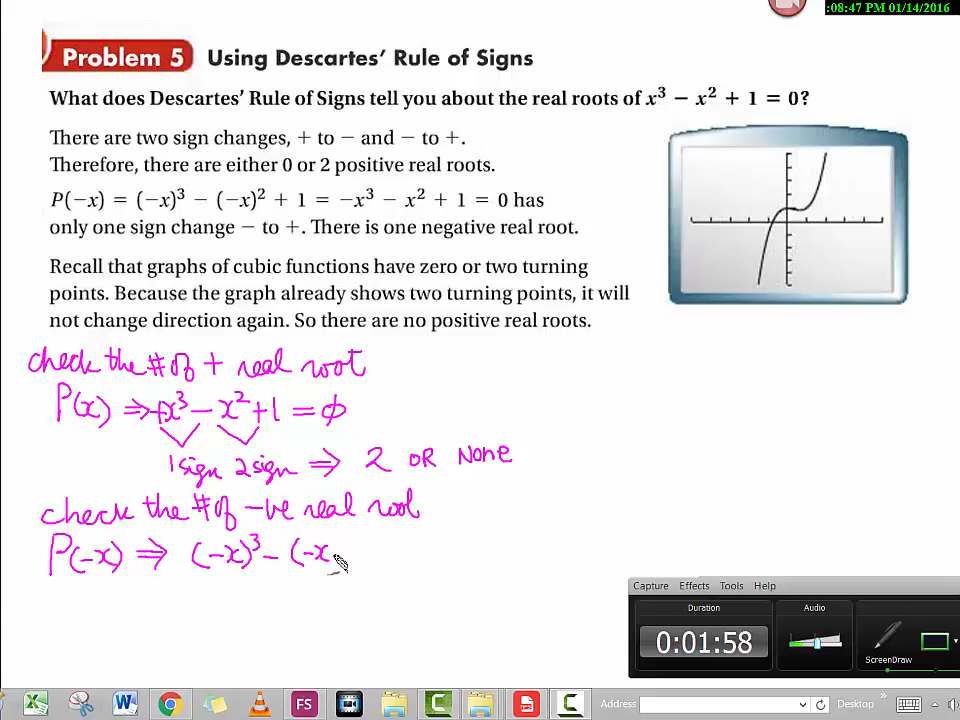 :08:47 PM 01/14/2016
Problem 5 Using Descartes' Rule of Signs
What does Descartes' Rule of Signs tell you about the real roots of x³ − x² + 1 = 0?
There are two sign changes, + to − and − to +.
Therefore, there are either 0 or 2 positive real roots.
P(−x) = (−x)³ − (−x)² + 1 = −x³ − x² + 1 = 0 has
only one sign change − to +. There is one negative real root.
Recall that graphs of cubic functions have zero or two turning
points. Because the graph already shows two turning points, it will
not change direction again. So there are no positive real roots.
check the # of + real root
P(x) ⇒ +x³ − x² + 1 = 0
1 sign 2 sign ⇒ 2 OR NONE
check the # of −ve real root
P(−x) ⇒ (−x)³ − (−x
Capture Effects Tools Help
Duration Audio
0:01:58
ScreenDraw
FS
Address Desktop